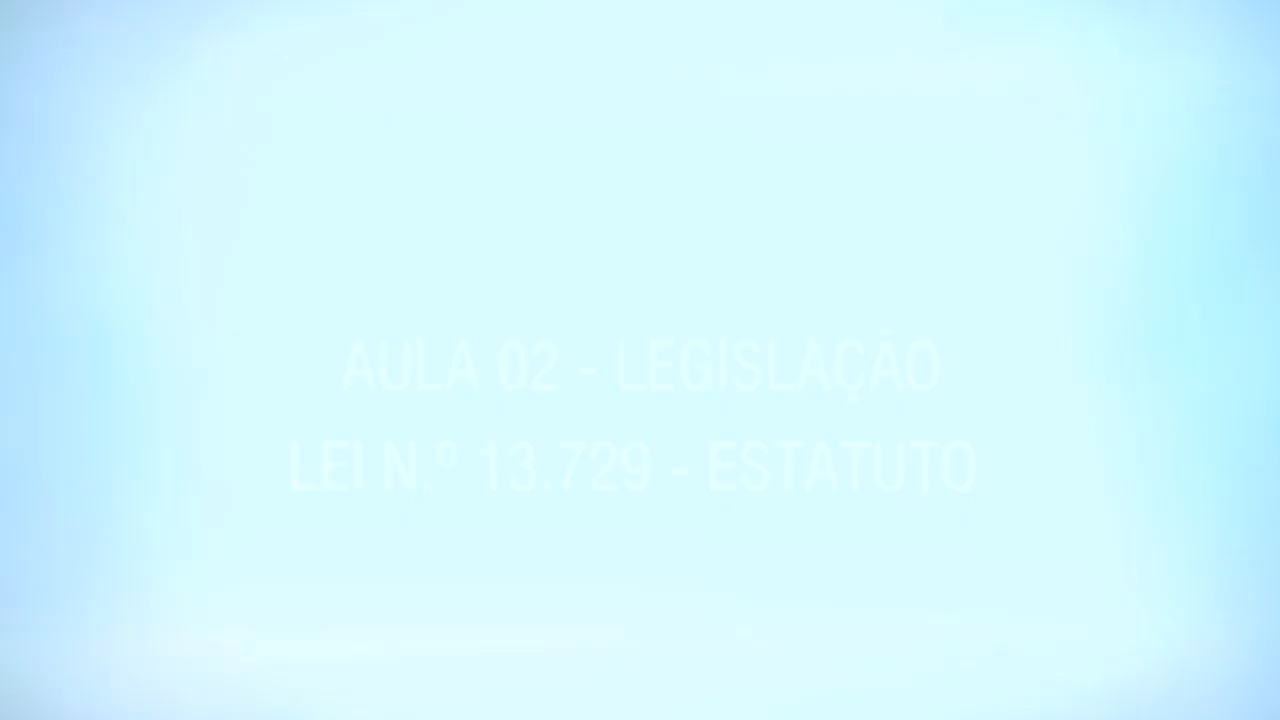 AULA 02 - LEGISLAÇÃO
LEI N.º 13.729 - ESTATUTO